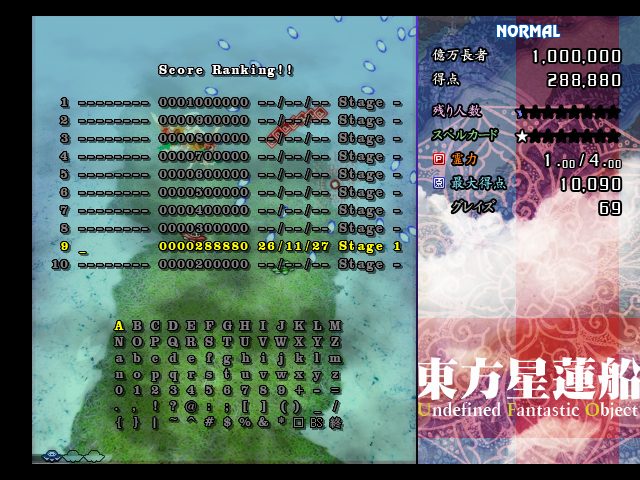 NORMAL
億万長者 1,000,000
得点 288,880
残り人数
スペルカード
P 霊力 1.00/4.00
点 最大得点 10,090
グレイズ 69
Score Ranking!!
1 -------- 0001000000 --/--/-- Stage -
2 -------- 0000900000 --/--/-- Stage -
3 -------- 0000800000 --/--/-- Stage -
4 -------- 0000700000 --/--/-- Stage -
5 -------- 0000600000 --/--/-- Stage -
6 -------- 0000500000 --/--/-- Stage -
7 -------- 0000400000 --/--/-- Stage -
8 -------- 0000300000 --/--/-- Stage -
9 _ 0000288880 26/11/27 Stage 1
10 -------- 0000200000 --/--/-- Stage -
A B C D E F G H I J K L M
N O P Q R S T U V W X Y Z
a b c d e f g h i j k l m
n o p q r s t u v w x y z
0 1 2 3 4 5 6 7 8 9 + - =
. , ! ? @ : ; [ ] ( ) _ /
{ } | ~ ^ # $ % & * □ BS 終
東方星蓮船
Undefined Fantastic Object